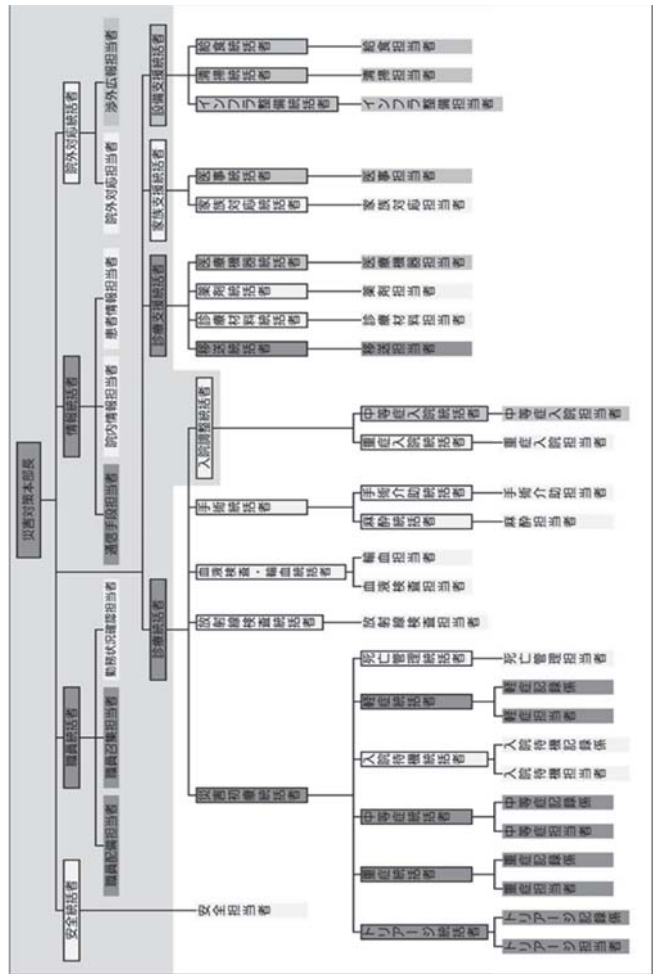 災害対策本部長
安全統括者
職員統括者
情報統括者
院外対応統括者
職員配備担当者
職員召集担当者
勤務状況確認担当者
通信手段担当者
院内情報担当者
患者情報担当者
院外対応担当者
渉外広報担当者
診療統括者
診療支援統括者
家族支援統括者
設備支援統括者
安全担当者
災害初療統括者
放射線検査統括者
血液検査・輸血統括者
手術統括者
入院調整統括者
移送統括者
診療材料統括者
薬剤統括者
医療機器統括者
家族対応統括者
医事統括者
インフラ整備統括者
清掃統括者
給食統括者
放射線検査担当者
血液検査担当者
輸血担当者
移送担当者
診療材料担当者
薬剤担当者
医療機器担当者
家族対応担当者
医事担当者
インフラ整備担当者
清掃担当者
給食担当者
トリアージ統括者
重症統括者
中等症統括者
入院待機統括者
軽症統括者
死亡管理統括者
麻酔統括者
手術介助統括者
重症入院統括者
中等症入院統括者
トリアージ担当者
トリアージ記録係
重症担当者
重症記録係
中等症担当者
中等症記録係
入院待機担当者
入院待機記録係
軽症担当者
軽症記録係
死亡管理担当者
麻酔担当者
手術介助担当者
重症入院担当者
中等症入院担当者